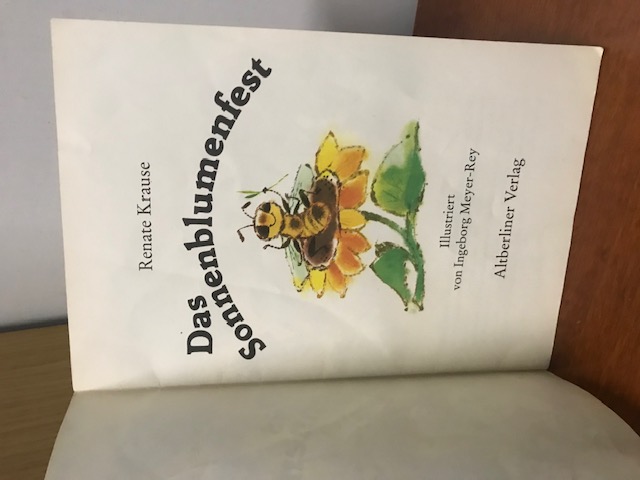 Renate Krause
Das
Sonnenblumenfest
Illustriert
von Ingeborg Meyer-Rey
Altberliner Verlag